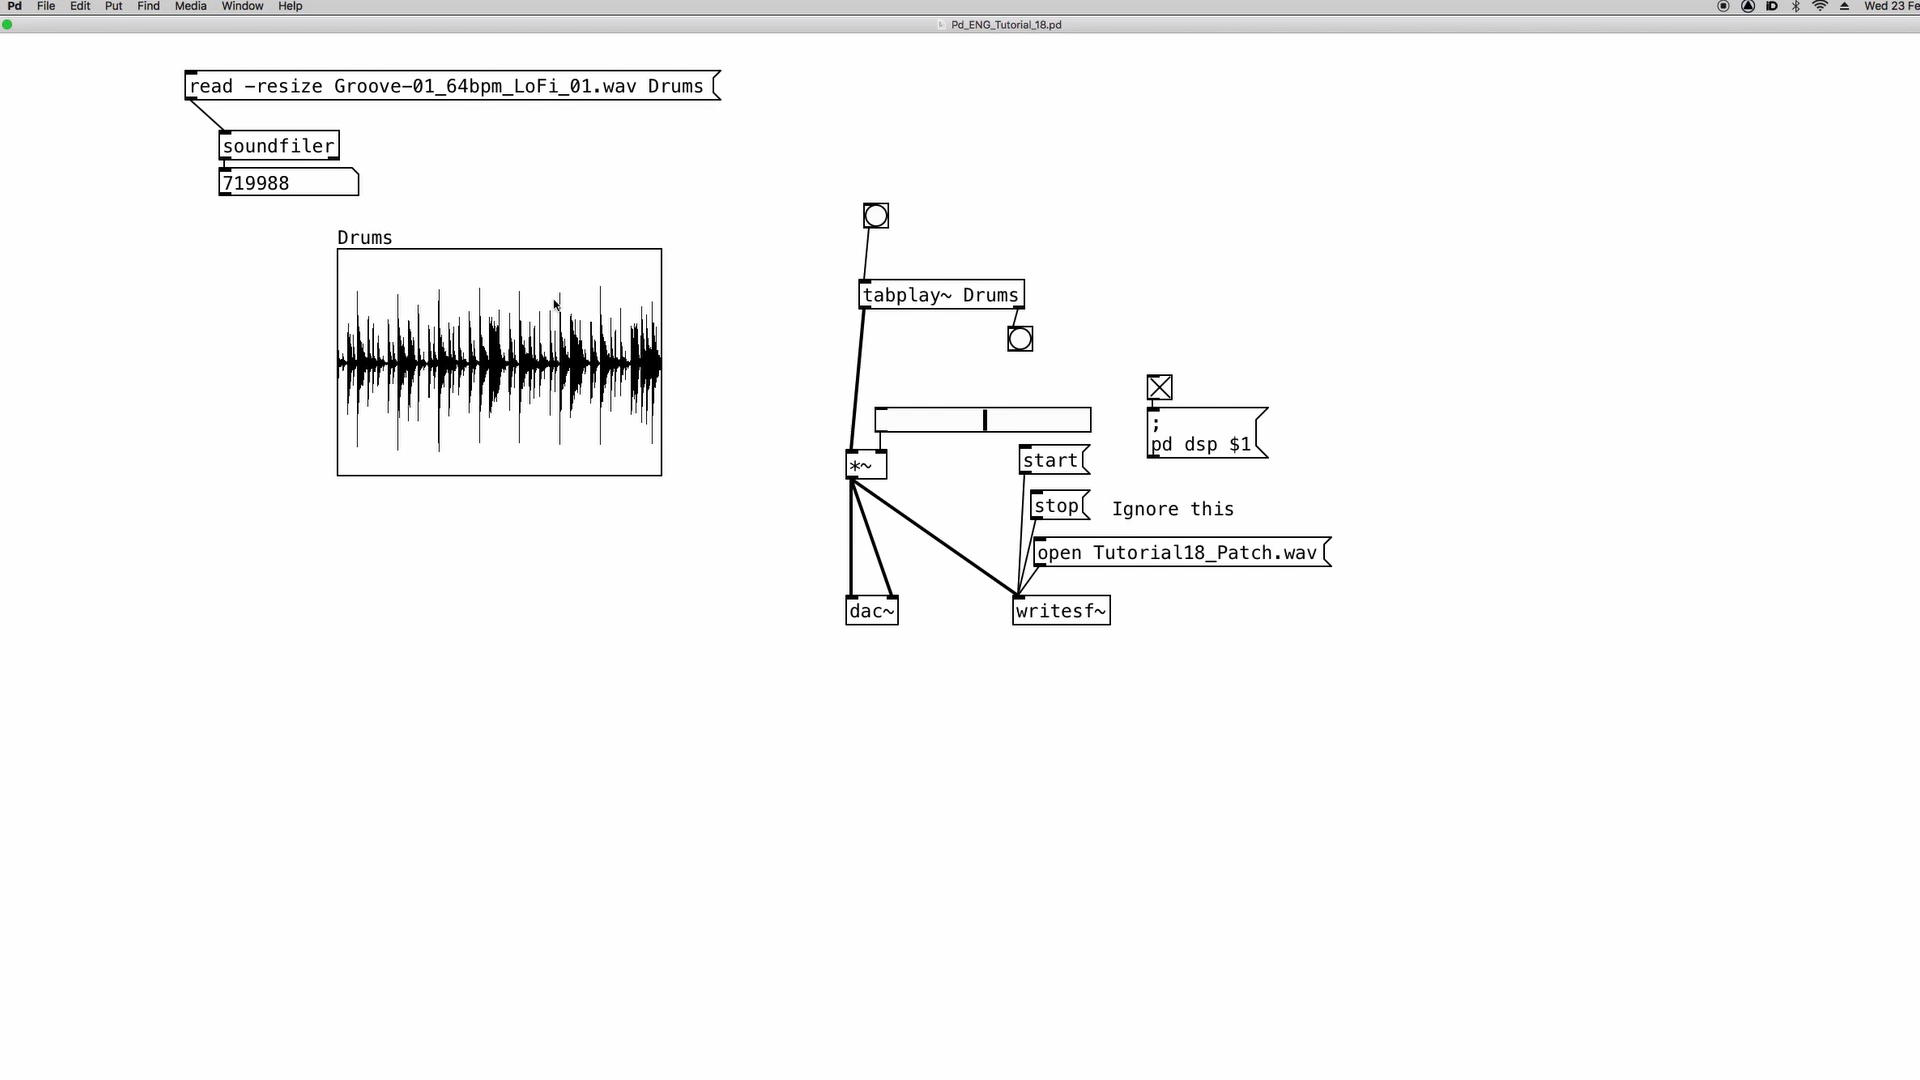 Pd File Edit Put Find Media Window Help
Wed 23 Fe
Pd_ENG_Tutorial_18.pd
read -resize Groove-01_64bpm_LoFi_01.wav Drums
soundfiler
719988
Drums
tabplay~ Drums
;
pd dsp $1
*~
start
stop
Ignore this
open Tutorial18_Patch.wav
dac~
writesf~